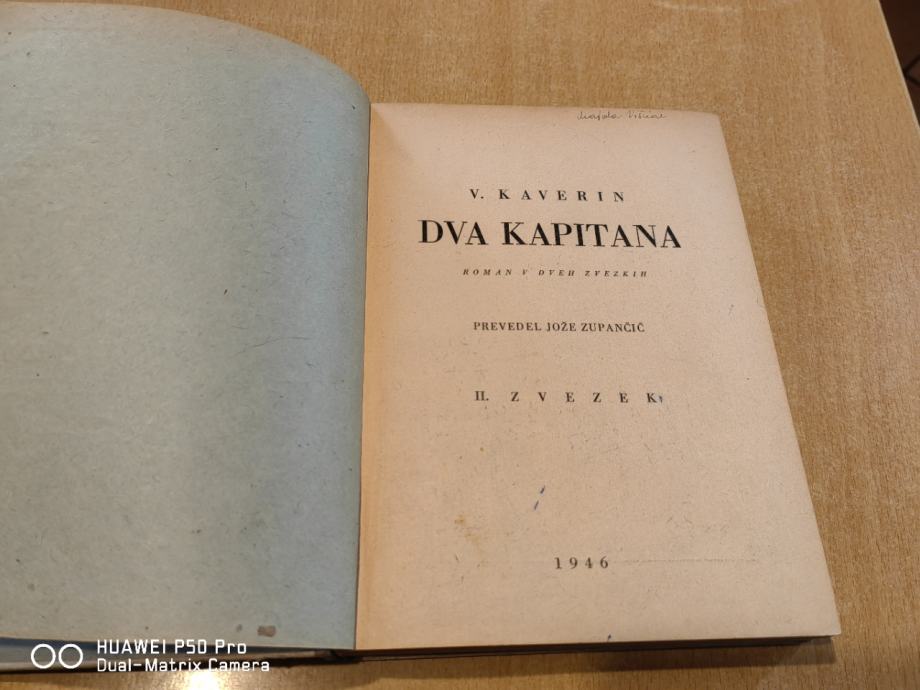 V. KAVERIN
DVA KAPITANA
ROMAN V DVEH ZVEZKIH
PREVEDEL JOŽE ZUPANČIČ
II. ZVEZEK
1946
HUAWEI P50 Pro
Dual-Matrix Camera